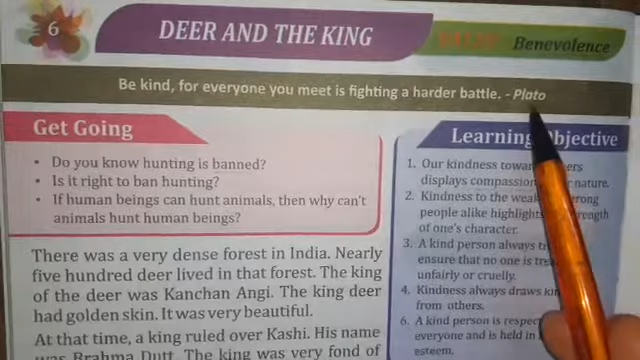 6
DEER AND THE KING
Benevolence
Be kind, for everyone you meet is fighting a harder battle. - Plato
Get Going
• Do you know hunting is banned?
• Is it right to ban hunting?
• If human beings can hunt animals, then why can't
animals hunt human beings?
There was a very dense forest in India. Nearly
five hundred deer lived in that forest. The king
of the deer was Kanchan Angi. The king deer
had golden skin. It was very beautiful.
At that time, a king ruled over Kashi. His name
was Brahma Dutt. The king was very fond of
Learning Objective
1. Our kindness
displays compassion nature.
2. Kindness to the
people alike highlights
of one's character.
3. A kind person always
ensure that no one is
unfairly or cruelly.
4. Kindness always draws
from others.
6. A kind person is
everyone and is held in
esteem.